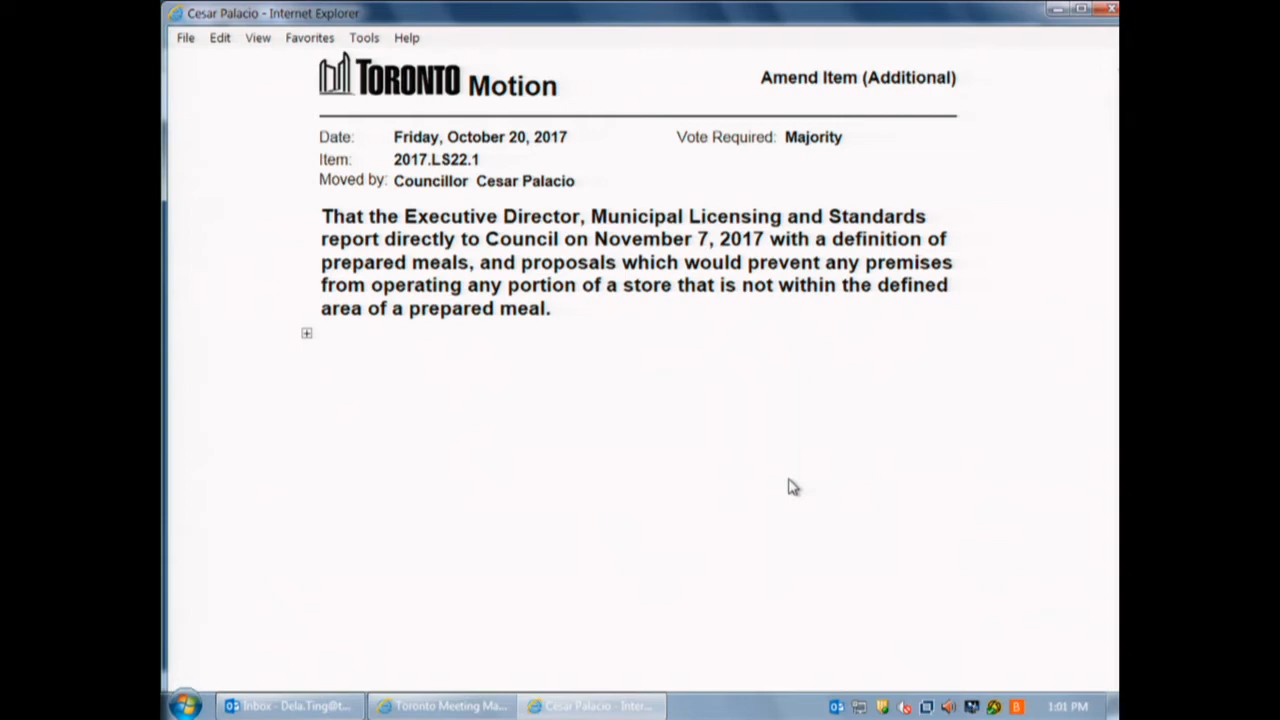 Cesar Palacio - Internet Explorer
File Edit View Favorites Tools Help
TORONTO Motion
Amend Item (Additional)
Date: Friday, October 20, 2017
Vote Required: Majority
Item: 2017.LS22.1
Moved by: Councillor Cesar Palacio
That the Executive Director, Municipal Licensing and Standards
report directly to Council on November 7, 2017 with a definition of
prepared meals, and proposals which would prevent any premises
from operating any portion of a store that is not within the defined
area of a prepared meal.
Inbox - Dela.Ting@t... Toronto Meeting Ma... Cesar Palacio - Inter... 1:01 PM